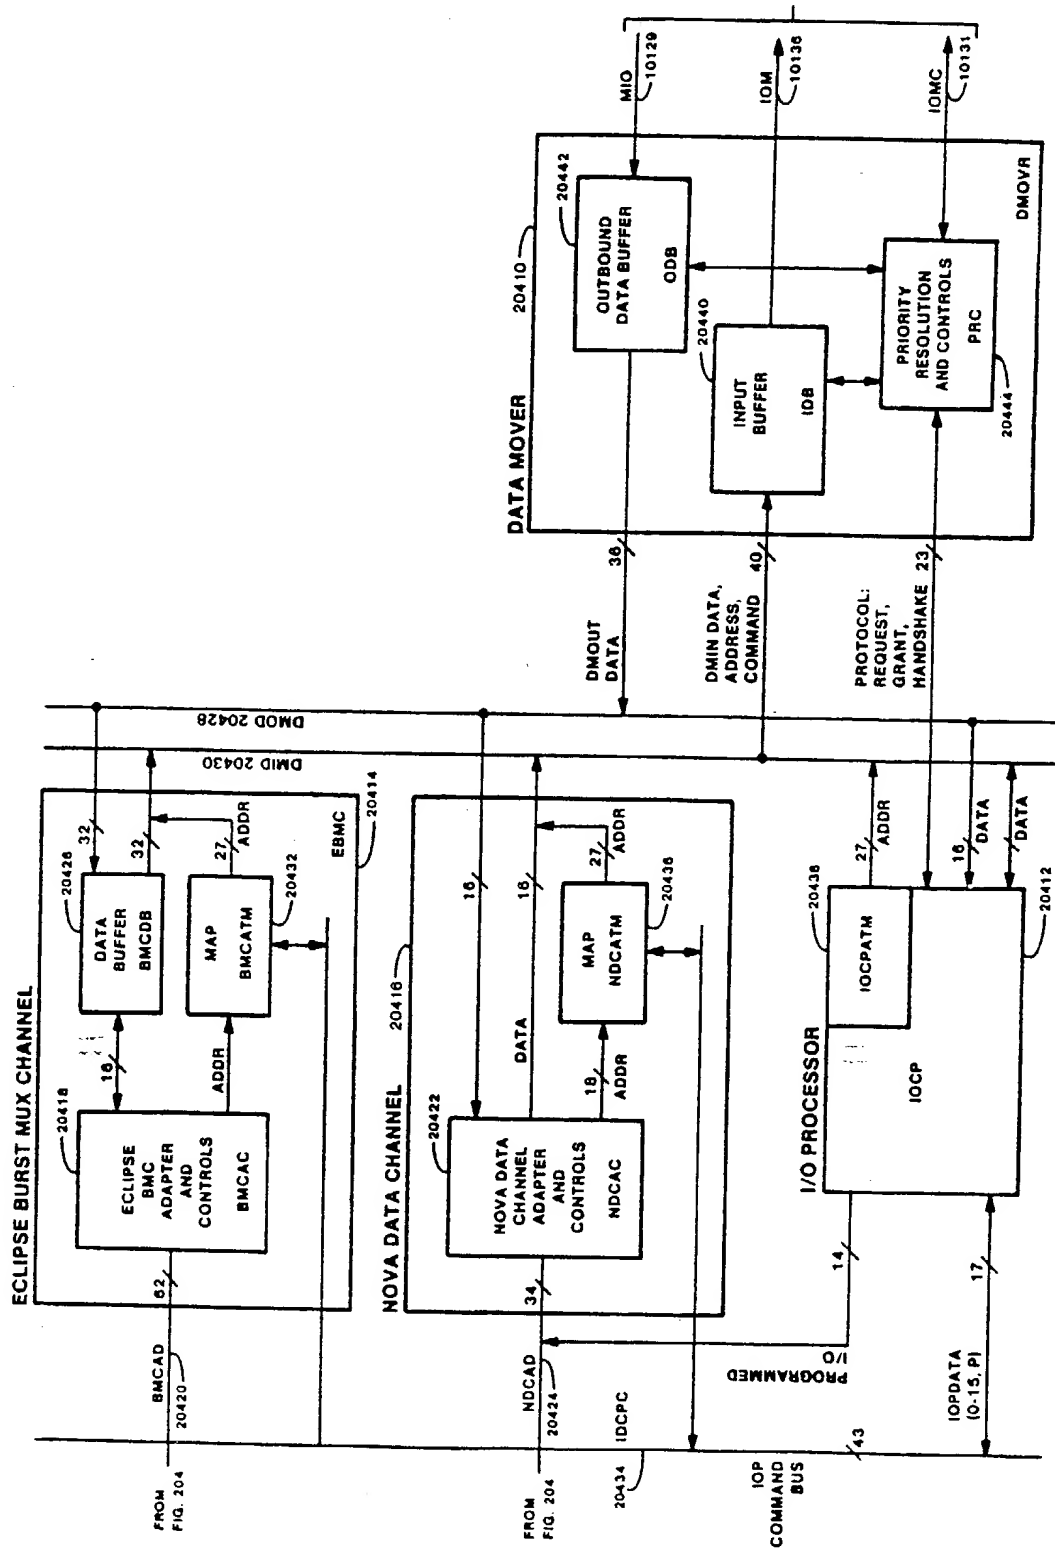 ECLIPSE BURST MUX CHANNEL
FROM
FIG. 204
BMCAD
20420
62
20418
ECLIPSE
BMC
ADAPTER
AND
CONTROLS
BMCAC
16
ADDR
20426
DATA
BUFFER
BMCDB
MAP
BMCATM
20432
32
32
27
ADDR
EBMC
20414
DMID 20430
DMOD 20428
NOVA DATA CHANNEL
20416
FROM
FIG. 204
NDCAD
20424
34
20422
NOVA DATA
CHANNEL
ADAPTER
AND
CONTROLS
NDCAC
DATA
18
ADDR
MAP
NDCATM
20436
16
16
27
ADDR
IDCPC
20434
IOP
COMMAND
BUS
43
PROGRAMMED
I/O
14
IOPDATA
(0-15, P)
17
I/O PROCESSOR
IOCP
IOCPATM
20438
27
ADDR
16
DATA
DATA
20412
DMOUT
DATA
36
DMIN DATA,
ADDRESS,
COMMAND
40
PROTOCOL:
REQUEST,
GRANT,
HANDSHAKE
23
DATA MOVER
20410
OUTBOUND
DATA BUFFER
ODB
20442
INPUT
BUFFER
IDB
20440
PRIORITY
RESOLUTION
AND CONTROLS
PRC
20444
DMOVR
MIO
10129
IOM
10136
IOMC
10131